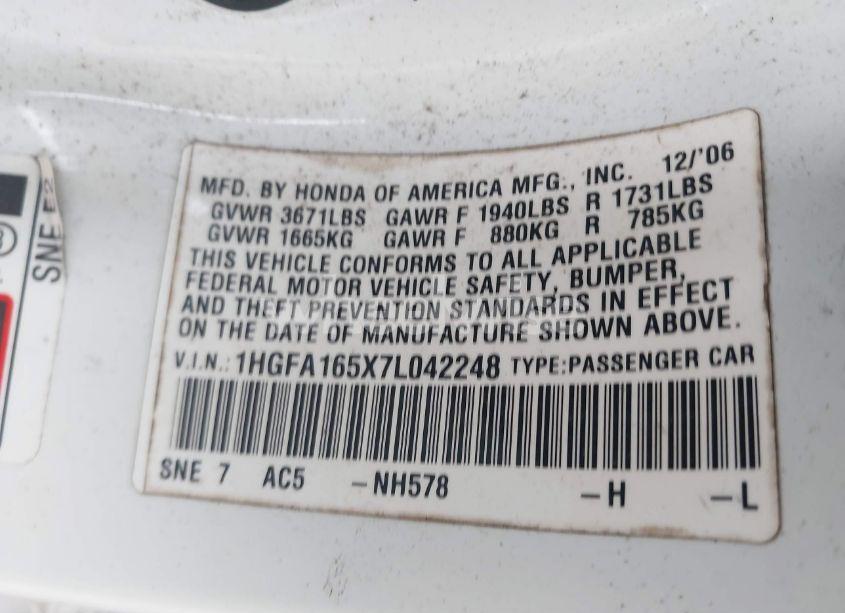 MFD. BY HONDA OF AMERICA MFG., INC. 12/'06
GVWR 3671LBS GAWR F 1940LBS R 1731LBS
GVWR 1665KG GAWR F 880KG R 785KG
THIS VEHICLE CONFORMS TO ALL APPLICABLE
FEDERAL MOTOR VEHICLE SAFETY, BUMPER,
AND THEFT PREVENTION STANDARDS IN EFFECT
ON THE DATE OF MANUFACTURE SHOWN ABOVE.
V.I.N.: 1HGFA165X7L042248 TYPE:PASSENGER CAR
SNE 7 AC5 -NH578 -H -L
SNE